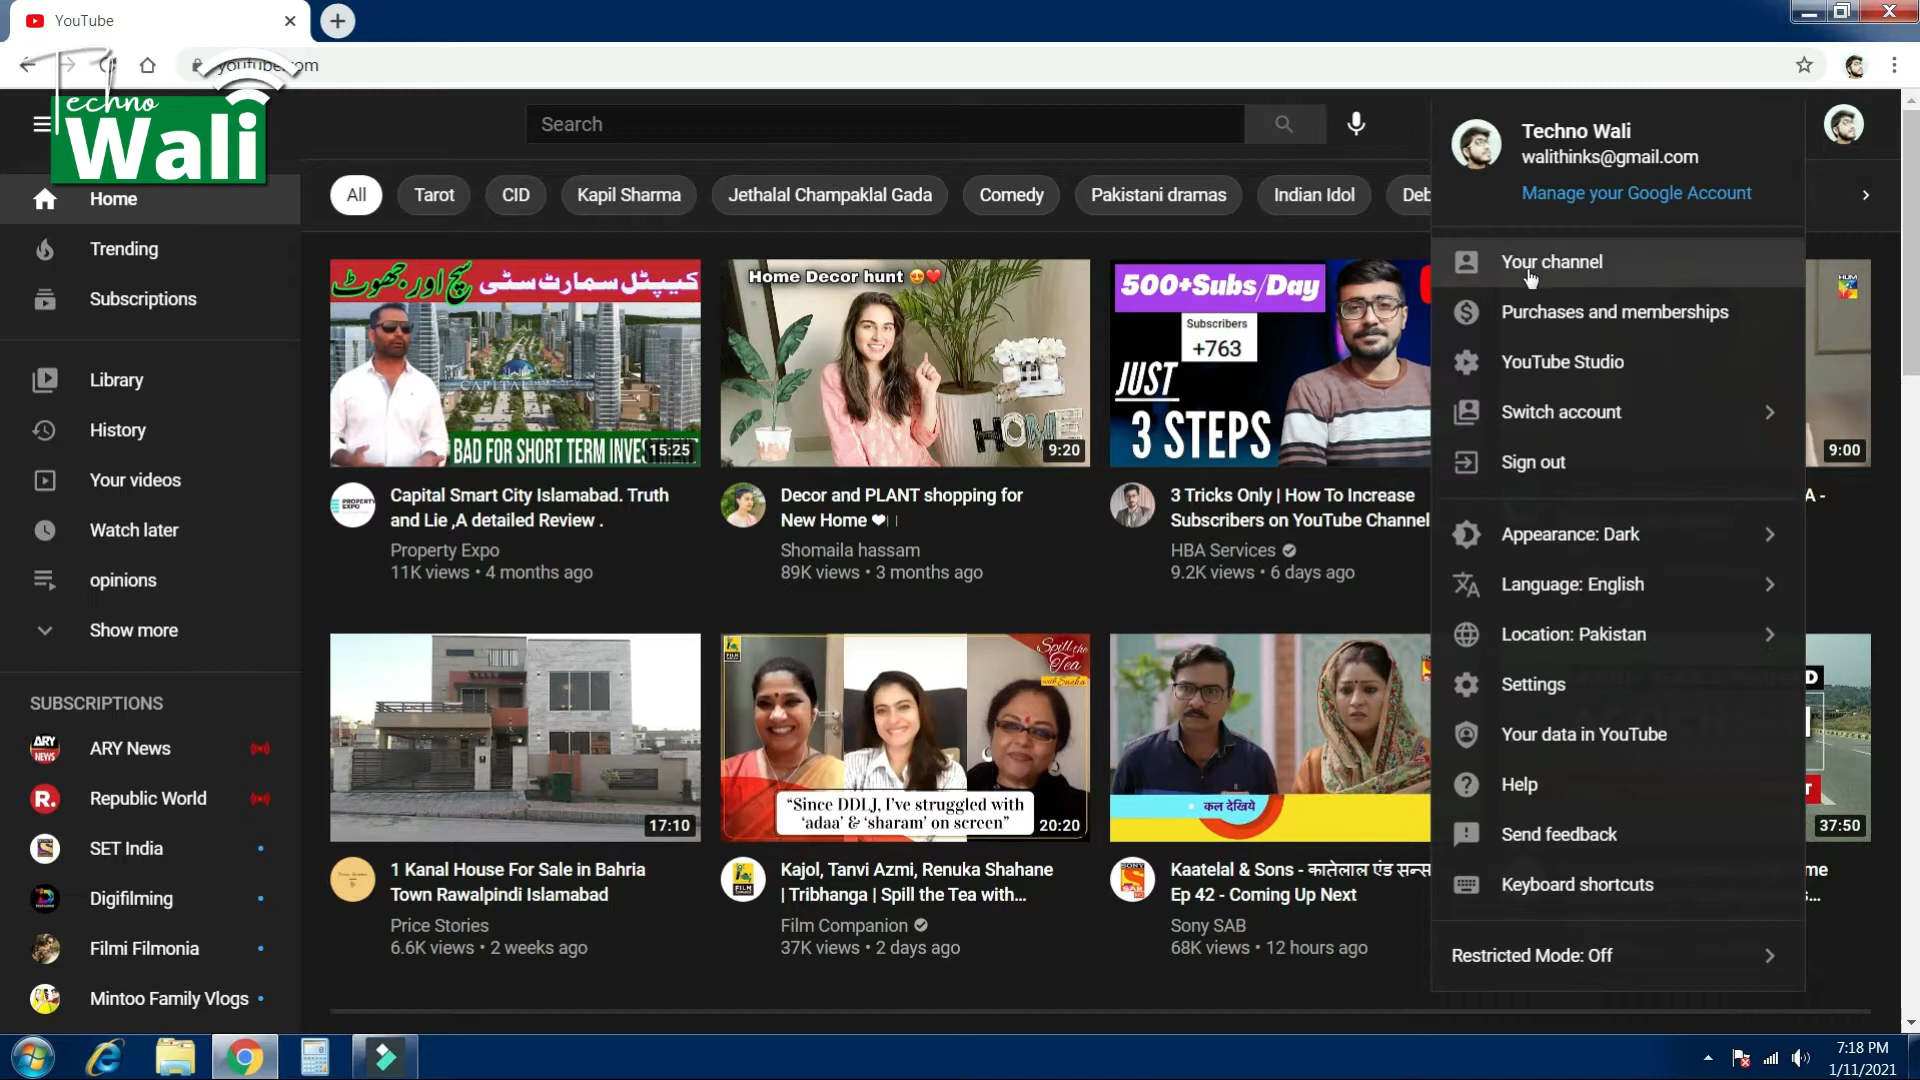 YouTube
youtube.com
Techno
Wali
Search
Techno Wali
walithinks@gmail.com
Manage your Google Account
Home
Trending
Subscriptions
Library
History
Your videos
Watch later
opinions
Show more
SUBSCRIPTIONS
ARY News
Republic World
SET India
Digifilming
Filmi Filmonia
Mintoo Family Vlogs
All
Tarot
CID
Kapil Sharma
Jethalal Champaklal Gada
Comedy
Pakistani dramas
Indian Idol
Deb
کیپیٹل سمارٹ سٹی سچ اور جھوٹ
CAPITAL
BAD FOR SHORT TERM INVESTMENT
15:25
PROPERTY
EXPO
Capital Smart City Islamabad. Truth
and Lie ,A detailed Review .
Property Expo
11K views • 4 months ago
Home Decor hunt 😍❤️
HOME
9:20
Decor and PLANT shopping for
New Home ❤
Shomaila hassam
89K views • 3 months ago
500+Subs/Day
Subscribers
+763
JUST
3 STEPS
3 Tricks Only | How To Increase
Subscribers on YouTube Channel
HBA Services
9.2K views • 6 days ago
HUM
9:00
A -
17:10
1 Kanal House For Sale in Bahria
Town Rawalpindi Islamabad
Price Stories
6.6K views • 2 weeks ago
FILM
Spill the
Tea
with Sneha
“Since DDLJ, I’ve struggled with
‘adaa’ & ‘sharam’ on screen”
20:20
Kajol, Tanvi Azmi, Renuka Shahane
| Tribhanga | Spill the Tea with...
Film Companion
37K views • 2 days ago
कल देखिये
Kaatelal & Sons - कातेलाल एंड सन्स
Ep 42 - Coming Up Next
Sony SAB
68K views • 12 hours ago
D
r
37:50
me
s...
Your channel
Purchases and memberships
YouTube Studio
Switch account
Sign out
Appearance: Dark
Language: English
Location: Pakistan
Settings
Your data in YouTube
Help
Send feedback
Keyboard shortcuts
Restricted Mode: Off
7:18 PM
1/11/2021